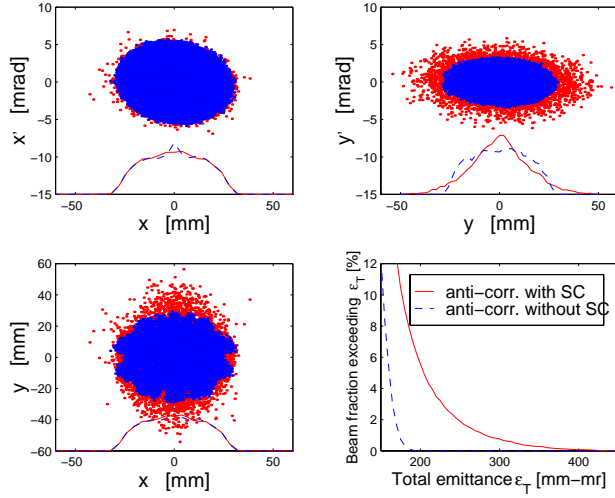 10
5
0
−5
−10
−15
x' [mrad]
−50 0 50
x [mm]
10
5
0
−5
−10
−15
y' [mrad]
−50 0 50
y [mm]
60
40
20
0
−20
−40
−60
y [mm]
−50 0 50
x [mm]
12
10
8
6
4
2
0
Beam fraction exceeding ε_T [%]
anti−corr. with SC
anti−corr. without SC
200 300 400
Total emittance ε_T [mm−mr]